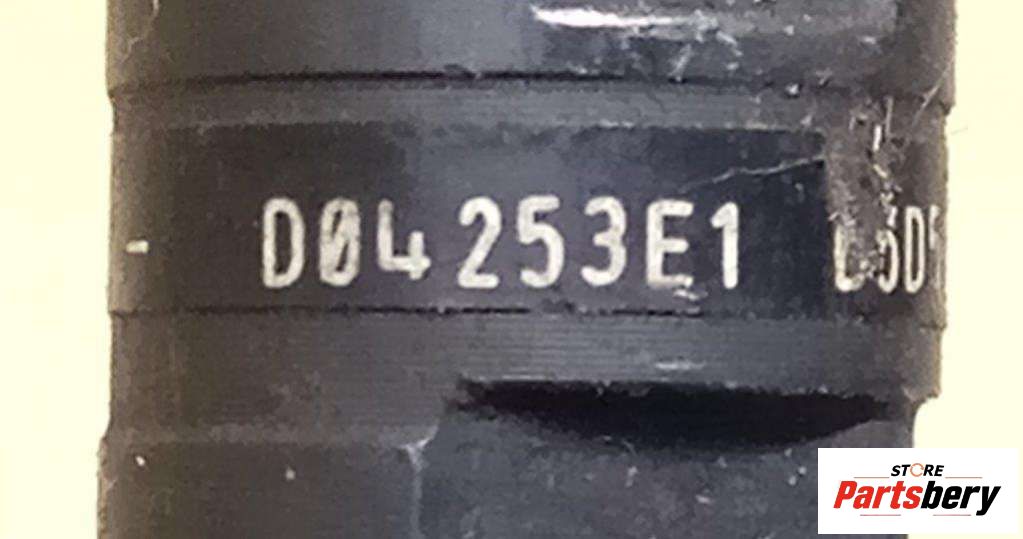 - D04253E1
STORE
Partsbery